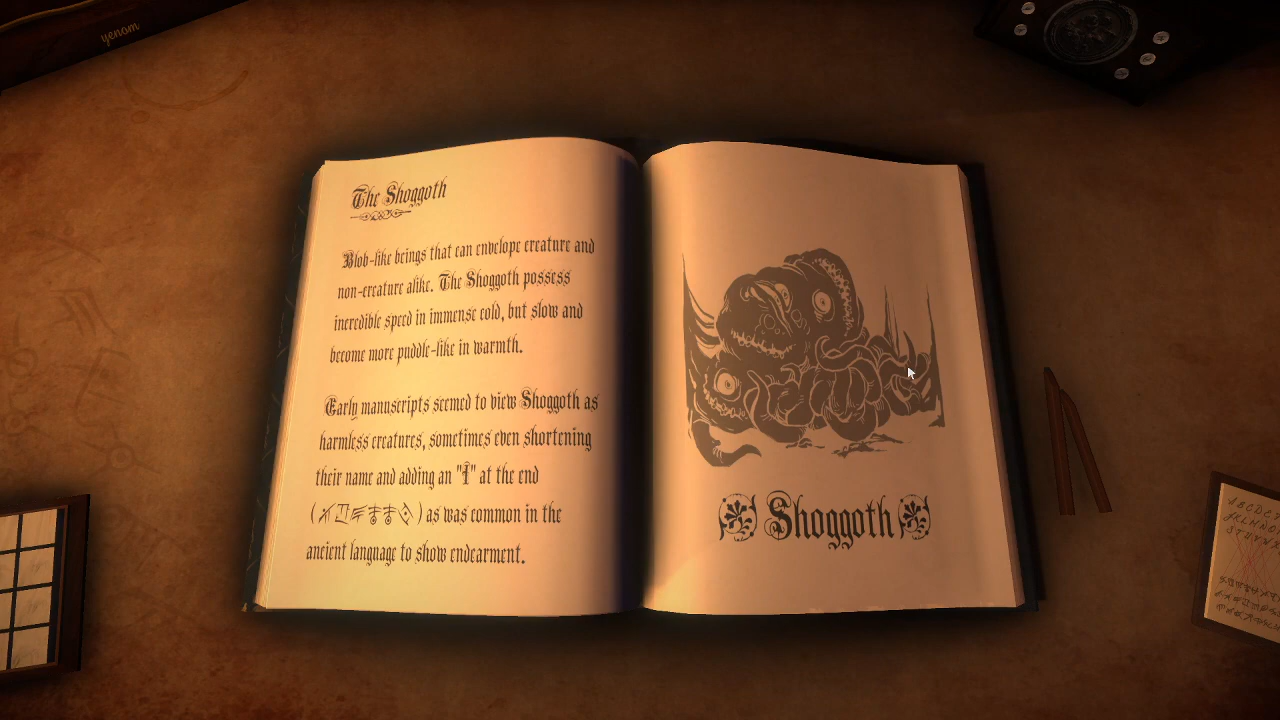 yenom
The Shoggoth
Blob-like beings that can envelope creature and
non-creature alike. The Shoggoth possess
incredible speed in immense cold, but slow and
become more puddle-like in warmth.
Early manuscripts seemed to view Shoggoth as
harmless creatures, sometimes even shortening
their name and adding an "I" at the end
( ) as was common in the
ancient language to show endearment.
Shoggoth